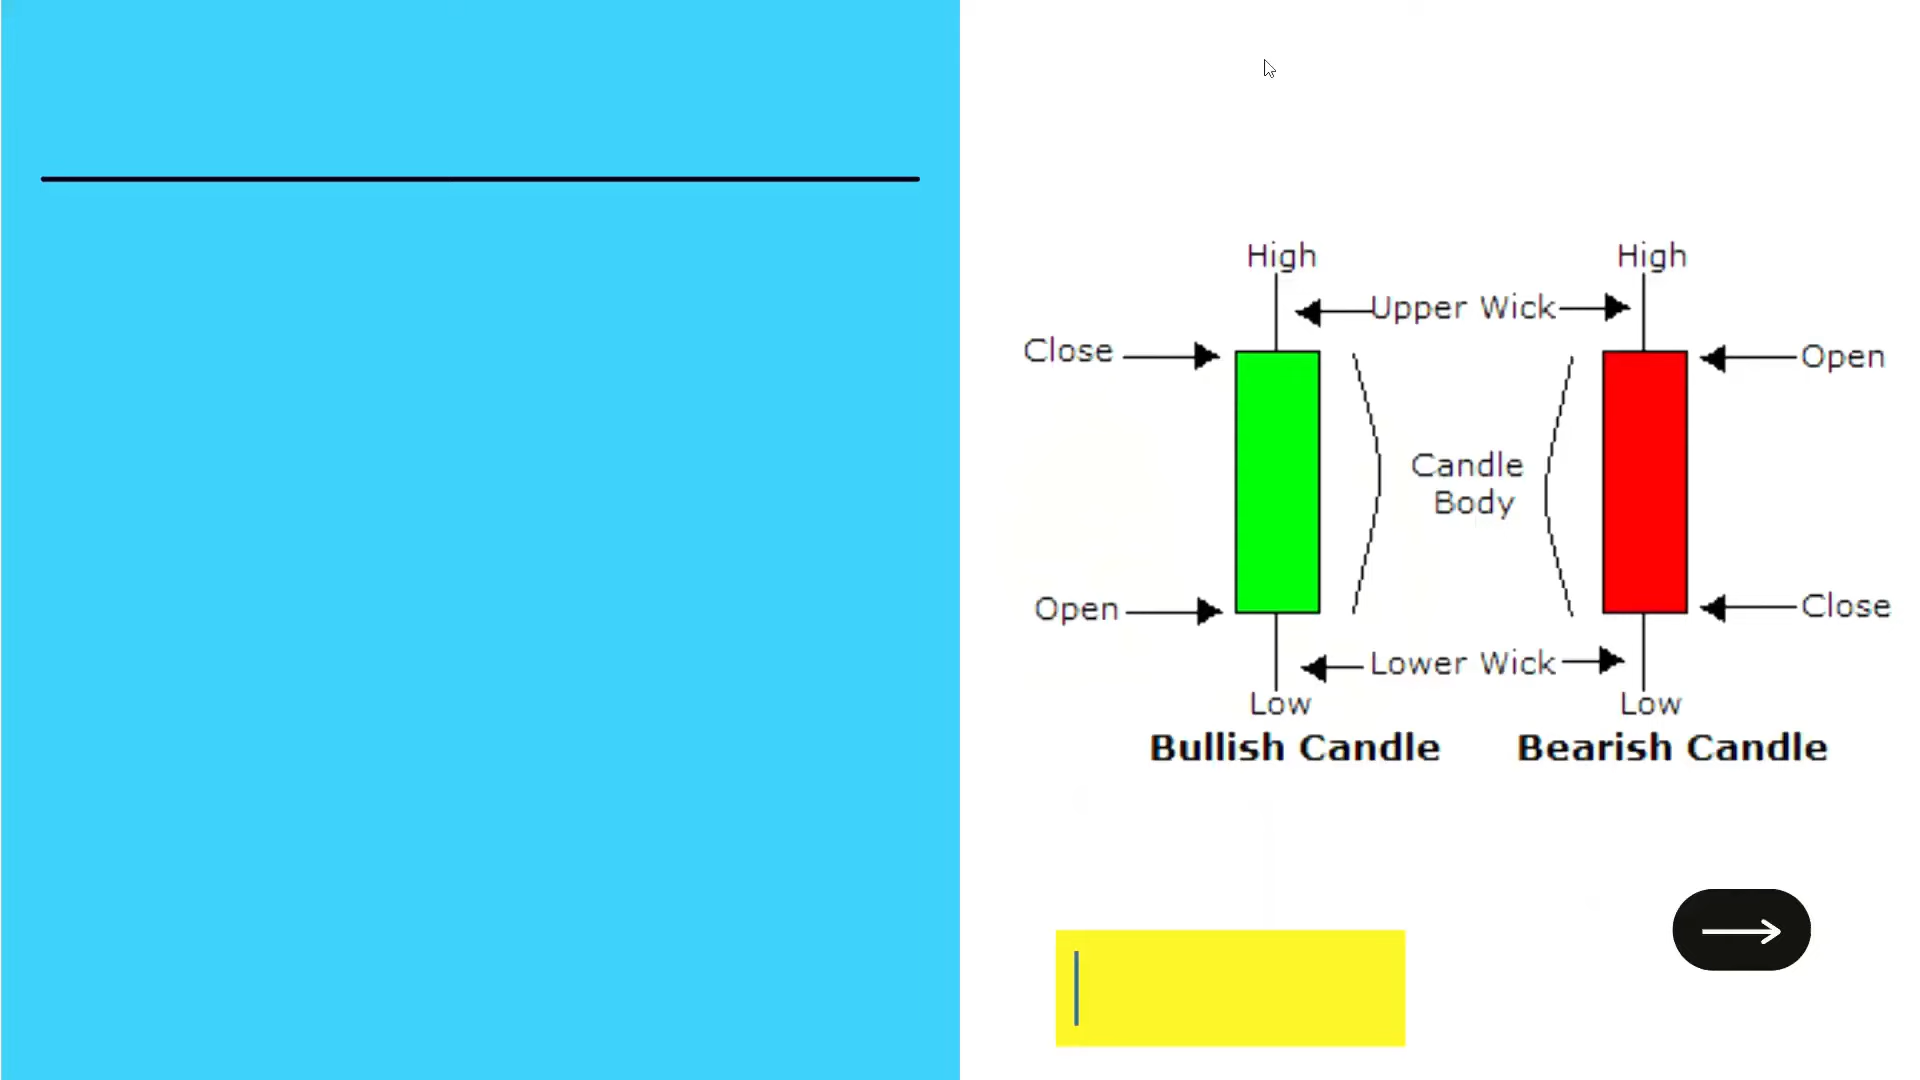 High High
Upper Wick
Close Open
Candle
Body
Open Close
Lower Wick
Low Low
Bullish Candle Bearish Candle